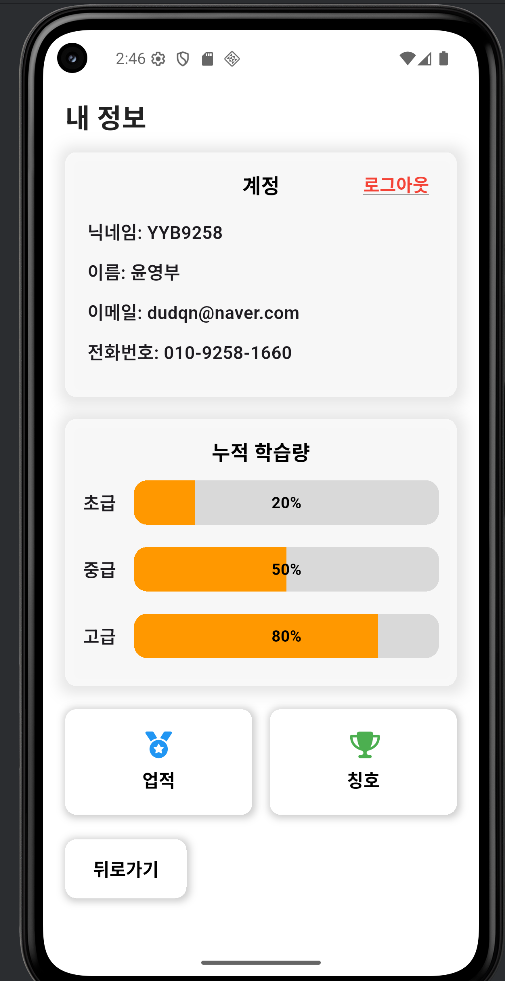 2:46
내 정보
계정
로그아웃
닉네임: YYB9258
이름: 윤영부
이메일: dudqn@naver.com
전화번호: 010-9258-1660
누적 학습량
초급 20%
중급 50%
고급 80%
업적
칭호
뒤로가기